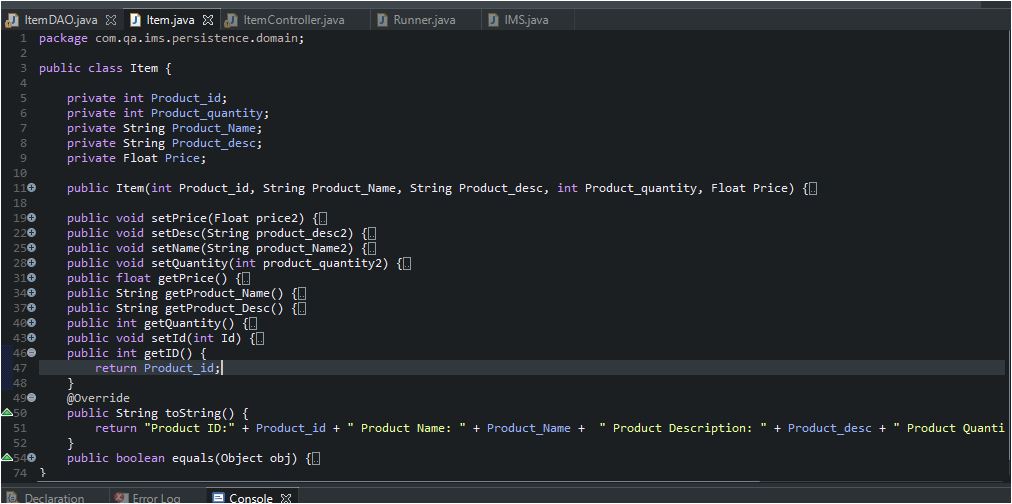 ItemDAO.java Item.java ItemController.java Runner.java IMS.java
1 package com.qa.ims.persistence.domain;
2
3 public class Item {
4
5 private int Product_id;
6 private int Product_quantity;
7 private String Product_Name;
8 private String Product_desc;
9 private Float Price;
10
11 public Item(int Product_id, String Product_Name, String Product_desc, int Product_quantity, Float Price) {
18
19 public void setPrice(Float price2) {
22 public void setDesc(String product_desc2) {
25 public void setName(String product_Name2) {
28 public void setQuantity(int product_quantity2) {
31 public float getPrice() {
34 public String getProduct_Name() {
37 public String getProduct_Desc() {
40 public int getQuantity() {
43 public void setId(int Id) {
46 public int getID() {
47 return Product_id;
48 }
49 @Override
50 public String toString() {
51 return "Product ID:" + Product_id + " Product Name: " + Product_Name +  " Product Description: " + Product_desc + " Product Quanti
52 }
54 public boolean equals(Object obj) {
74 }
Declaration Error Log Console